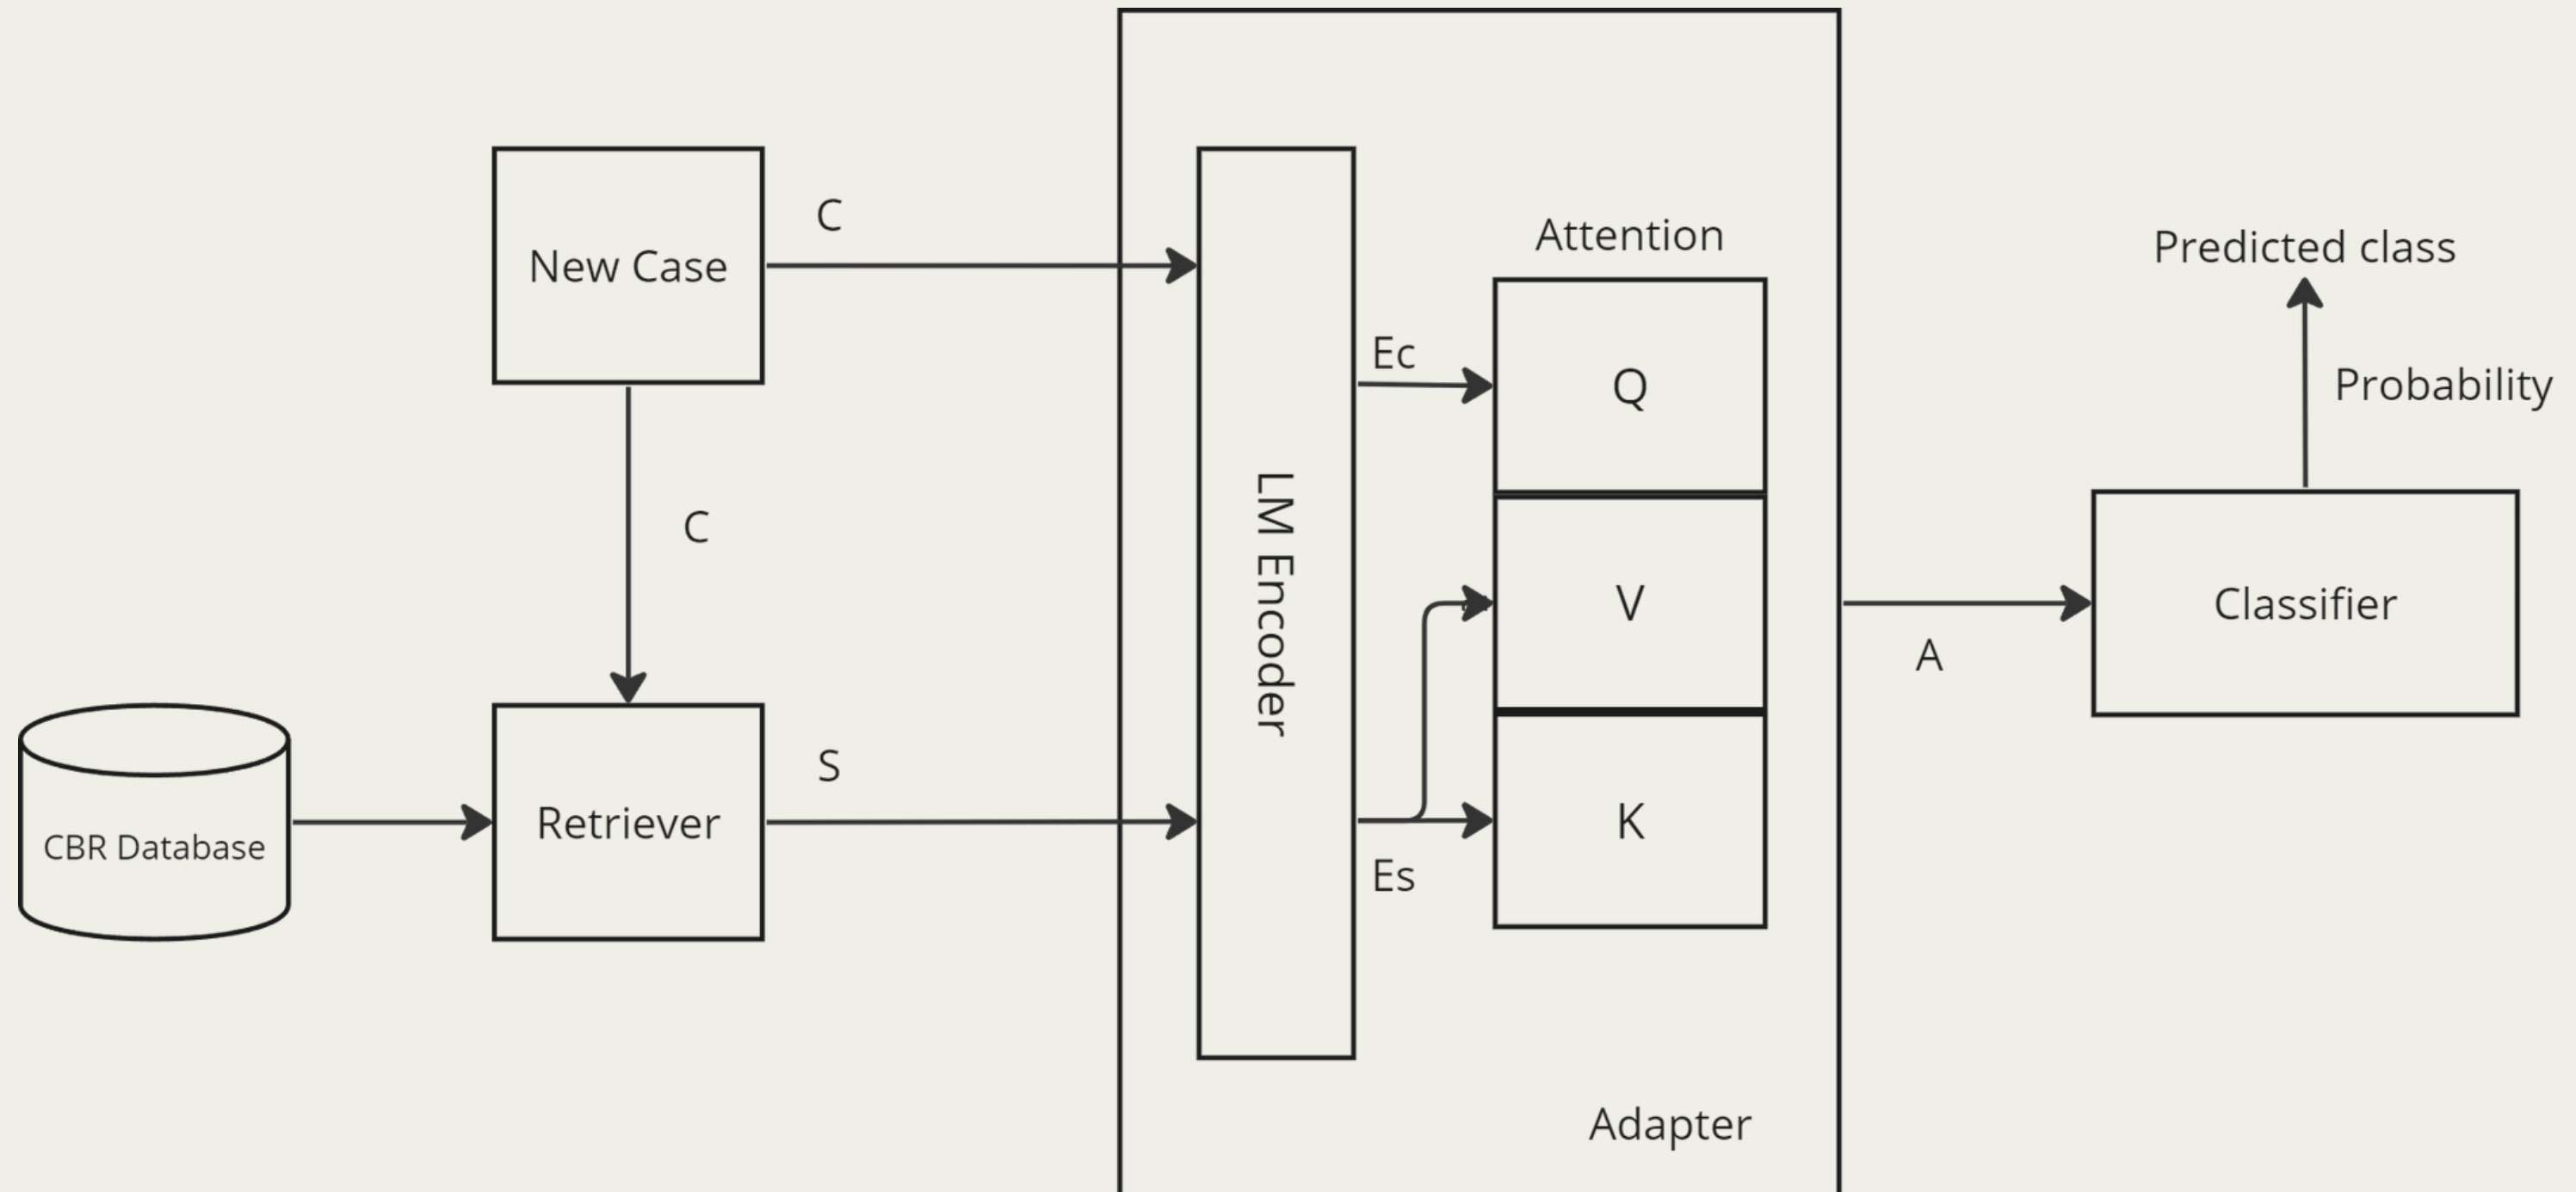 New Case
C
C
CBR Database
Retriever
S
LM Encoder
Ec
Es
Attention
Q
V
K
Adapter
A
Classifier
Probability
Predicted class